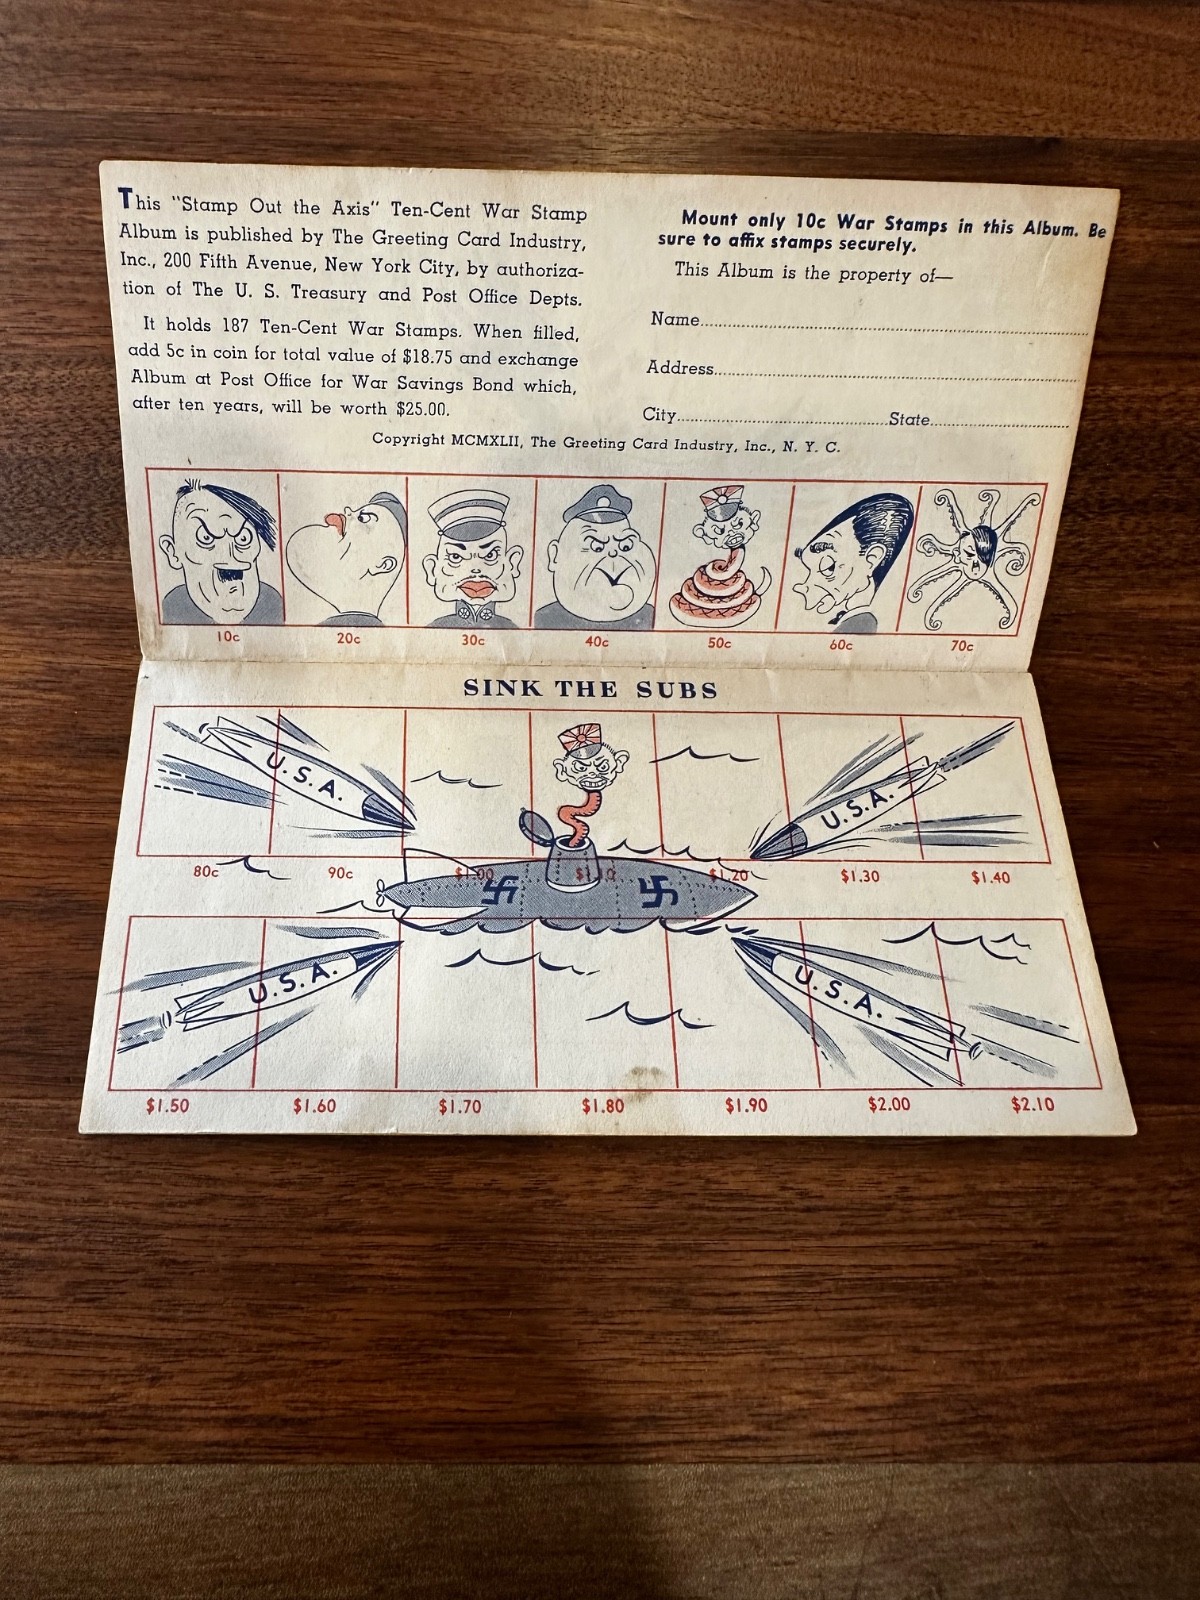 This "Stamp Out the Axis" Ten-Cent War Stamp
Album is published by The Greeting Card Industry,
Inc., 200 Fifth Avenue, New York City, by authoriza-
tion of The U. S. Treasury and Post Office Depts.
It holds 187 Ten-Cent War Stamps. When filled,
add 5c in coin for total value of $18.75 and exchange
Album at Post Office for War Savings Bond which,
after ten years, will be worth $25.00.
Mount only 10c War Stamps in this Album. Be
sure to affix stamps securely.
This Album is the property of—
Name
Address
City State
Copyright MCMXLII, The Greeting Card Industry, Inc., N. Y. C.
10c 20c 30c 40c 50c 60c 70c
SINK THE SUBS
U.S.A. U.S.A.
80c 90c $1.00 $1.10 $1.20 $1.30 $1.40
U.S.A. U.S.A.
$1.50 $1.60 $1.70 $1.80 $1.90 $2.00 $2.10